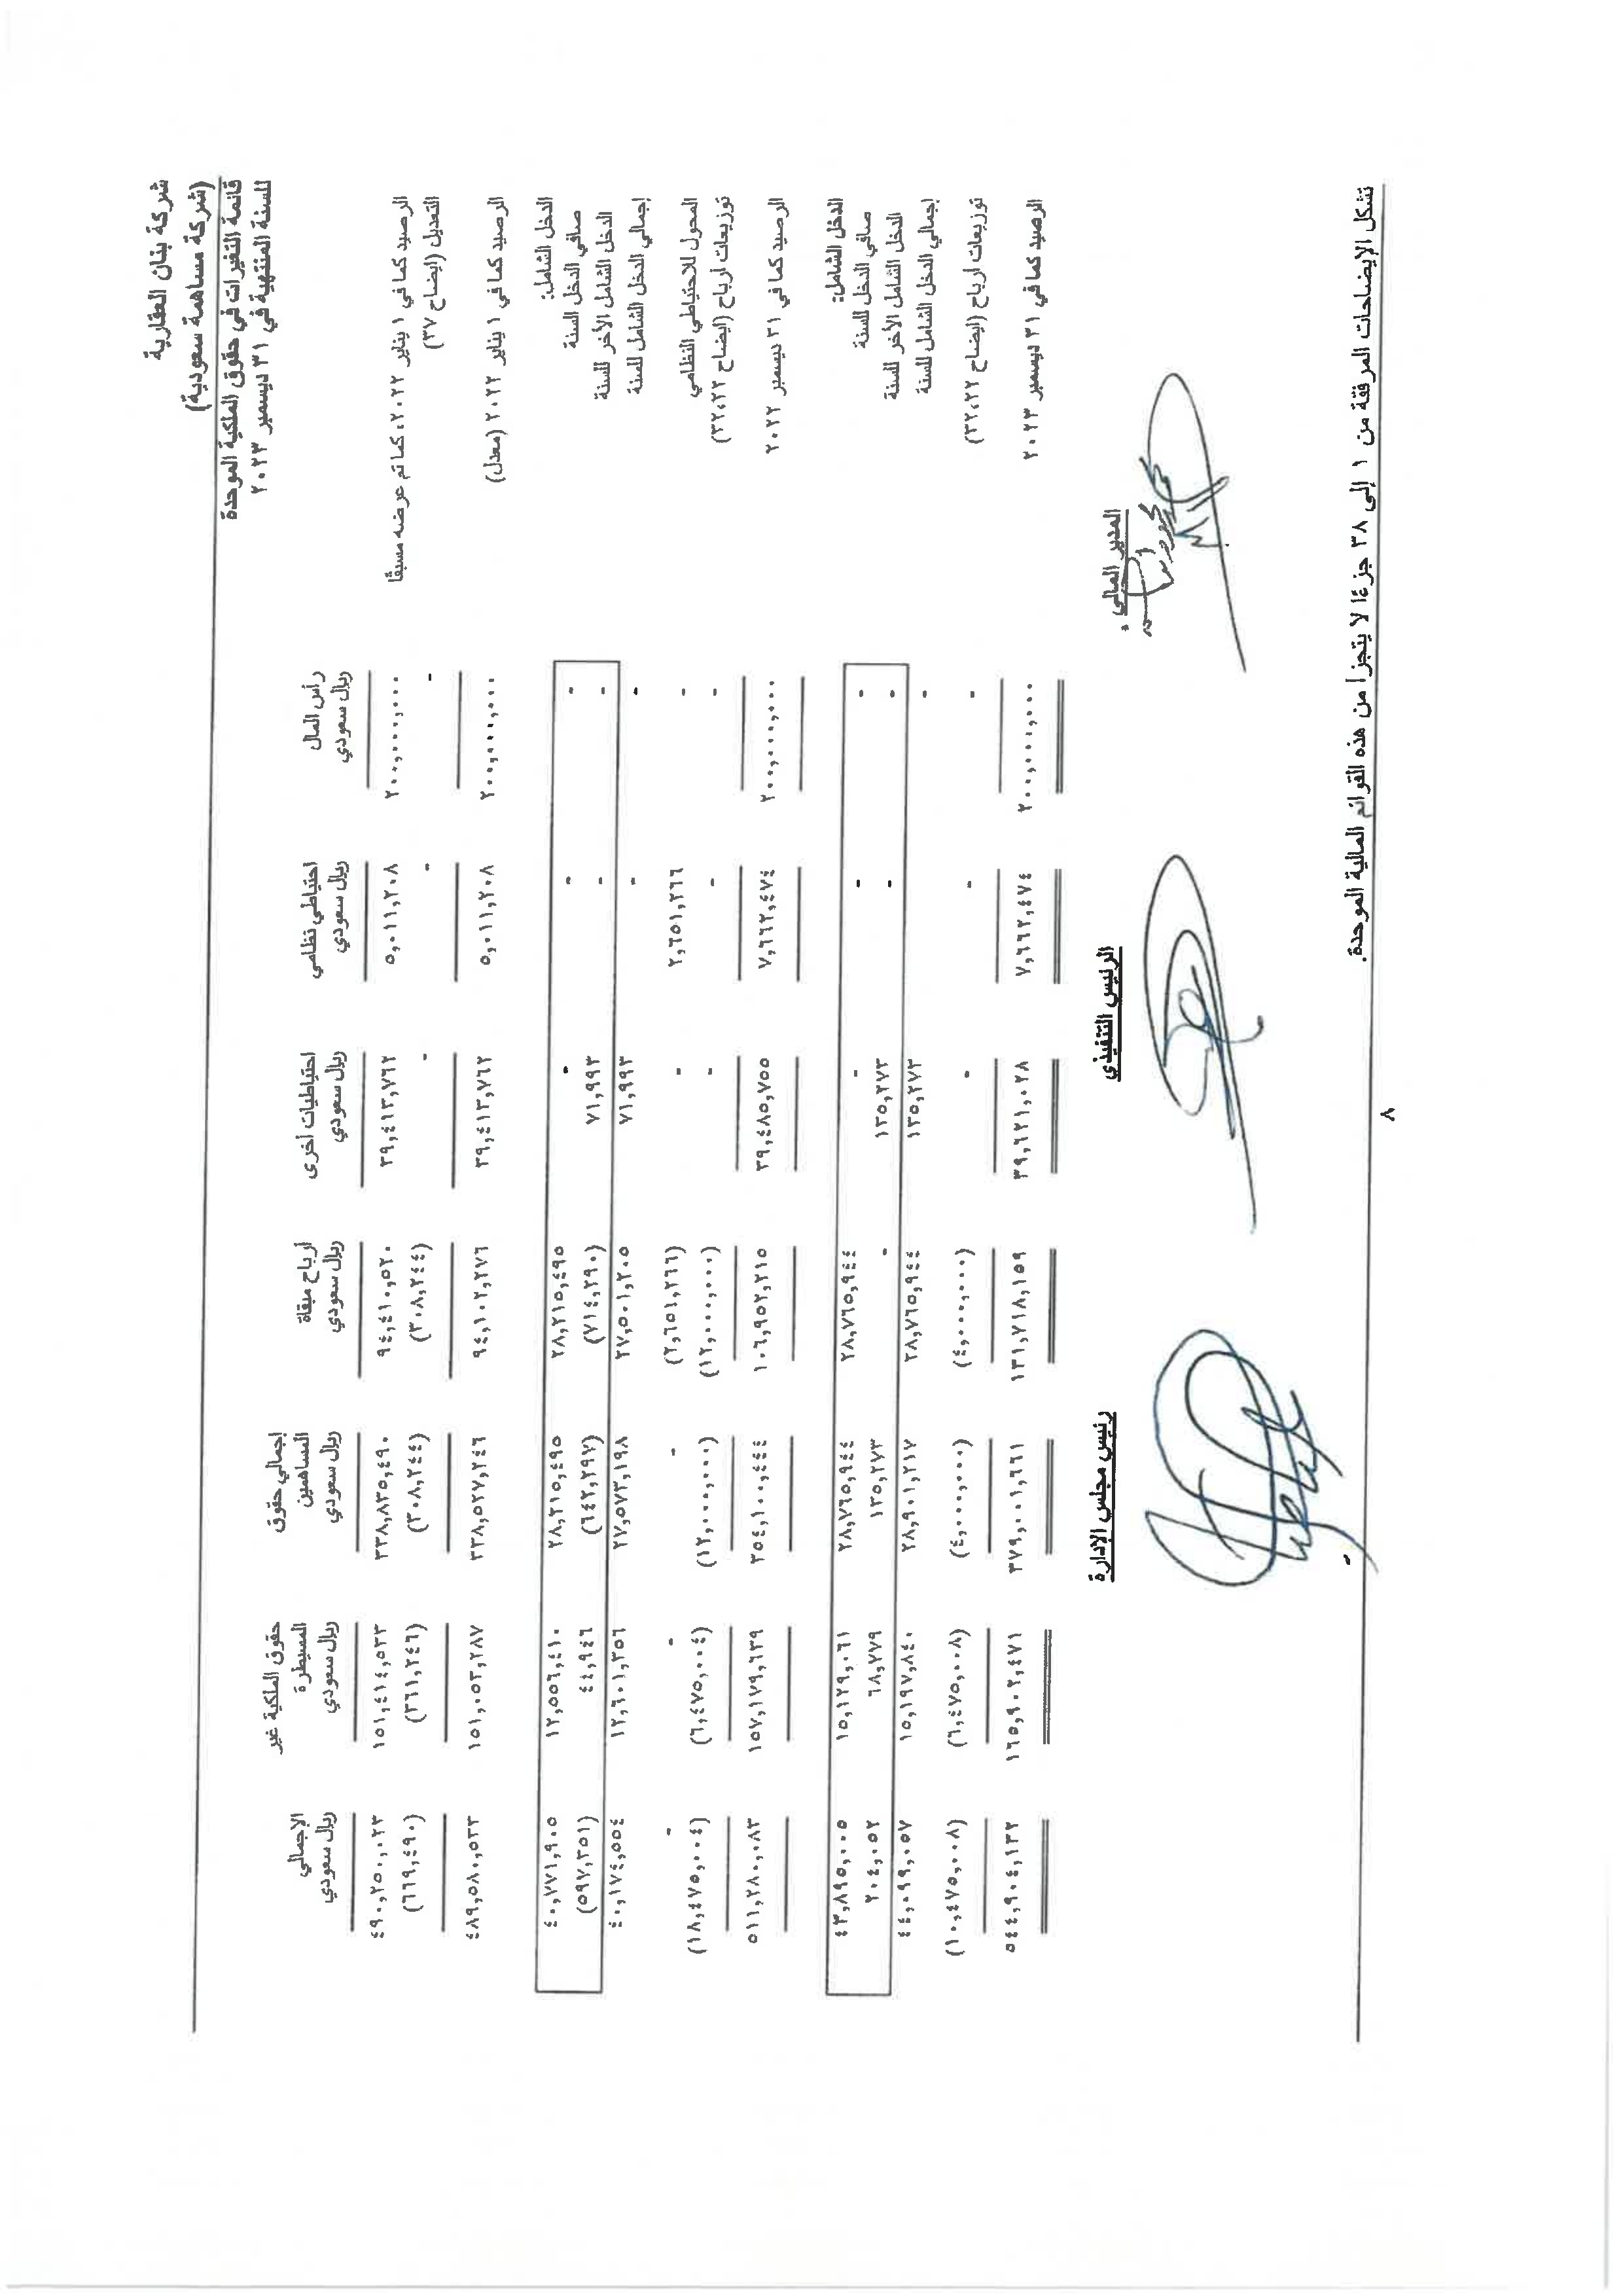 شركة بنان العقارية
(شركة مساهمة سعودية)
قائمة التغيرات في حقوق الملكية الموحدة
للسنة المنتهية في ٣١ ديسمبر ٢٠٢٣
رأس المال احتياطي نظامي احتياطيات أخرى أرباح مبقاة إجمالي حقوق المساهمين حقوق الملكية غير المسيطرة الإجمالي
ريال سعودي ريال سعودي ريال سعودي ريال سعودي ريال سعودي ريال سعودي ريال سعودي
الرصيد كما في ١ يناير ٢٠٢٢، كما تم عرضه مسبقًا ٢٠٠,٠٠٠,٠٠٠ ٥,٠١١,٢٠٨ ٣٩,٤١٣,٧٦٢ ٩٤,٤١٠,٥٢٠ ٣٣٨,٨٣٥,٤٩٠ ١٥١,٤١٤,٥٣٣ ٤٩٠,٢٥٠,٠٢٣
التعديل (ايضاح ٣٧) - - - (٣٠٨,٢٤٤) (٣٠٨,٢٤٤) (٣٦١,٢٤٦) (٦٦٩,٤٩٠)
الرصيد كما في ١ يناير ٢٠٢٢ (معدل) ٢٠٠,٠٠٠,٠٠٠ ٥,٠١١,٢٠٨ ٣٩,٤١٣,٧٦٢ ٩٤,١٠٢,٢٧٦ ٣٣٨,٥٢٧,٢٤٦ ١٥١,٠٥٣,٢٨٧ ٤٨٩,٥٨٠,٥٣٣
الدخل الشامل:
صافي الدخل السنة - - - ٢٨,٢١٥,٤٩٥ ٢٨,٢١٥,٤٩٥ ١٢,٥٥٦,٤١٠ ٤٠,٧٧١,٩٠٥
الدخل الشامل الأخر للسنة - - ٧١,٩٩٣ (٧١٤,٢٩٠) (٦٤٢,٢٩٧) ٤٤,٩٤٦ (٥٩٧,٣٥١)
إجمالي الدخل الشامل للسنة - - ٧١,٩٩٣ ٢٧,٥٠١,٢٠٥ ٢٧,٥٧٣,١٩٨ ١٢,٦٠١,٣٥٦ ٤٠,١٧٤,٥٥٤
المحول للاحتياطي النظامي - ٢,٦٥١,٢٦٦ - (٢,٦٥١,٢٦٦) - - -
توزيعات أرباح (ايضاح ٣٢،٢٢) - - - (١٢,٠٠٠,٠٠٠) (١٢,٠٠٠,٠٠٠) (٦,٤٧٥,٠٠٤) (١٨,٤٧٥,٠٠٤)
الرصيد كما في ٣١ ديسمبر ٢٠٢٢ ٢٠٠,٠٠٠,٠٠٠ ٧,٦٦٢,٤٧٤ ٣٩,٤٨٥,٧٥٥ ١٠٦,٩٥٢,٢١٥ ٣٥٤,١٠٠,٤٤٤ ١٥٧,١٧٩,٦٣٩ ٥١١,٢٨٠,٠٨٣
الدخل الشامل:
صافي الدخل للسنة - - - ٢٨,٧٦٥,٩٤٤ ٢٨,٧٦٥,٩٤٤ ١٥,١٢٩,٠٦١ ٤٣,٨٩٥,٠٠٥
الدخل الشامل الأخر للسنة - - ١٣٥,٢٧٣ - ١٣٥,٢٧٣ ٦٨,٧٧٩ ٢٠٤,٠٥٢
إجمالي الدخل الشامل للسنة - ١٣٥,٢٧٣ ٢٨,٧٦٥,٩٤٤ ٢٨,٩٠١,٢١٧ ١٥,١٩٧,٨٤٠ ٤٤,٠٩٩,٠٥٧
توزيعات أرباح (ايضاح ٣٢،٢٢) - - - (٤,٠٠٠,٠٠٠) (٤,٠٠٠,٠٠٠) (٦,٤٧٥,٠٠٨) (١٠,٤٧٥,٠٠٨)
الرصيد كما في ٣١ ديسمبر ٢٠٢٣ ٢٠٠,٠٠٠,٠٠٠ ٧,٦٦٢,٤٧٤ ٣٩,٦٢١,٠٢٨ ١٣١,٧١٨,١٥٩ ٣٧٩,٠٠١,٦٦١ ١٦٥,٩٠٢,٤٧١ ٥٤٤,٩٠٤,١٣٢
المدير المالي الرئيس التنفيذي رئيس مجلس الإدارة
تشكل الإيضاحات المرفقة من ١ إلى ٣٨ جزءًا لا يتجزأ من هذه القوائم المالية الموحدة.
٨